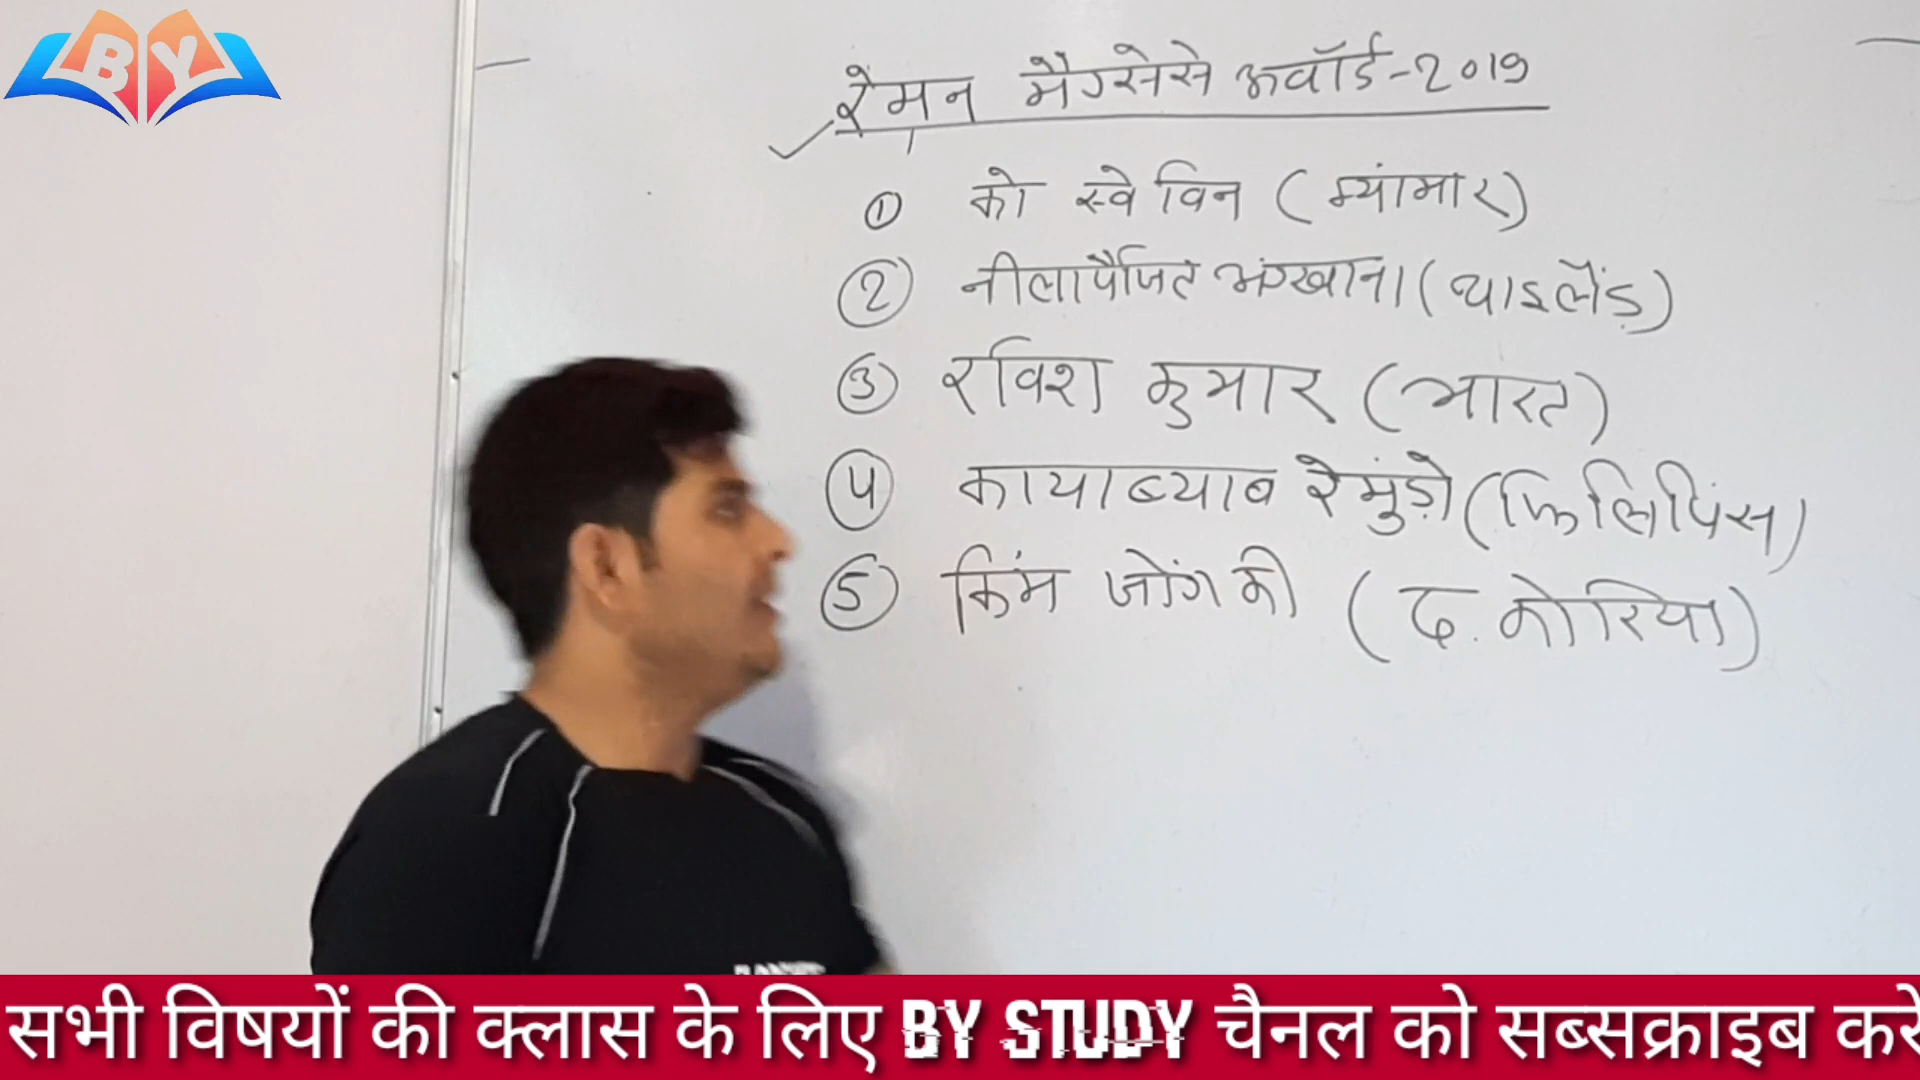 BY
रेमन मैग्सेसे अवॉर्ड-2019
① को स्वे विन (म्यांमार)
② नीलापैजित अंगखाना (थाइलैंड)
③ रविश कुमार (भारत)
④ कायाब्याब रेमुंडो (फिलिपिंस)
⑤ किंम जोंग की (द. कोरिया)
सभी विषयों की क्लास के लिए BY STUDY चैनल को सब्सक्राइब करे